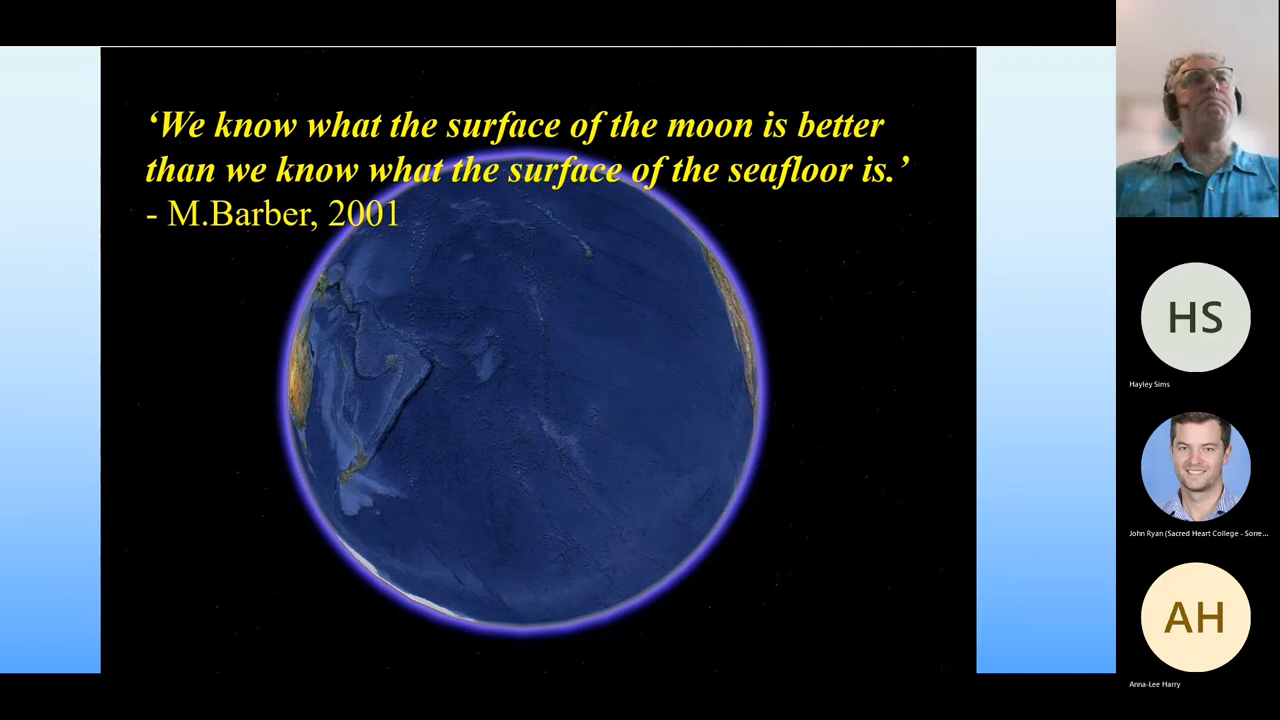 ‘We know what the surface of the moon is better
than we know what the surface of the seafloor is.’
- M.Barber, 2001
HS
Hayley Sims
John Ryan (Sacred Heart College - Sorre...
AH
Anna-Lee Harry